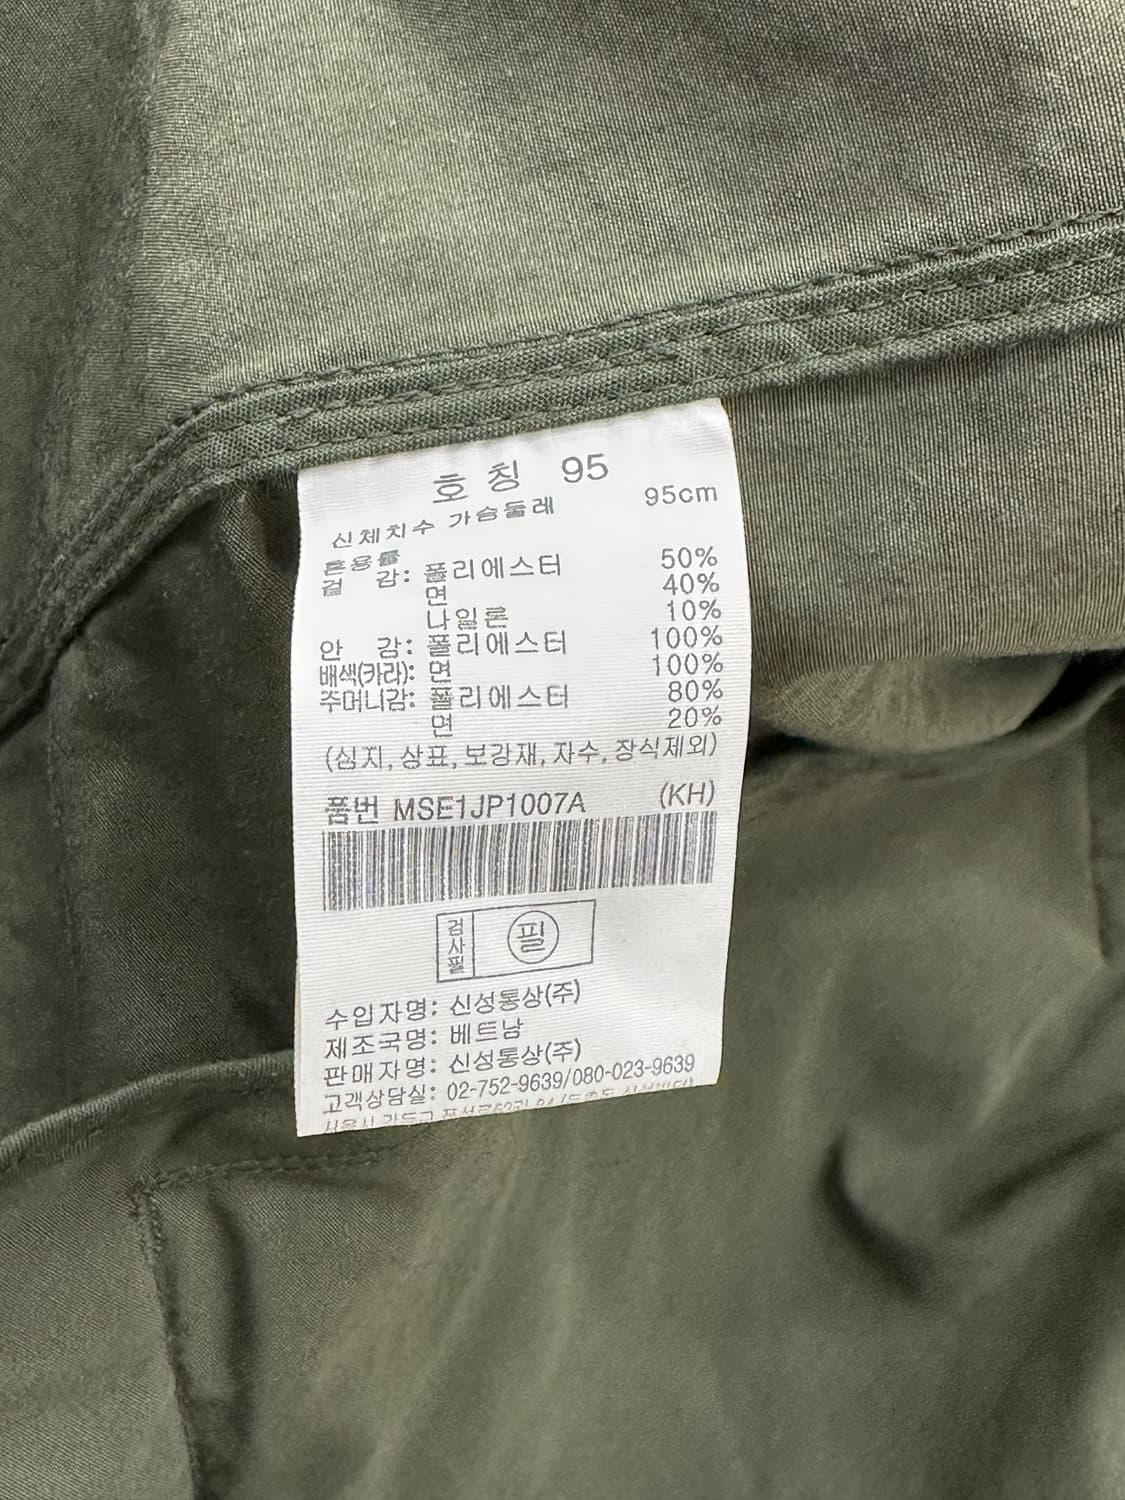 호 칭 95
신체치수 가슴둘레 95cm
혼용률
겉 감: 폴리에스터 50%
면 40%
나일론 10%
안 감: 폴리에스터 100%
배색(카라): 면 100%
주머니감: 폴리에스터 80%
면 20%
(심지, 상표, 보강재, 자수, 장식제외)
품번 MSE1JP1007A (KH)
검사필 필
수입자명: 신성통상(주)
제조국명: 베트남
판매자명: 신성통상(주)
고객상담실: 02-752-9639/080-023-9639